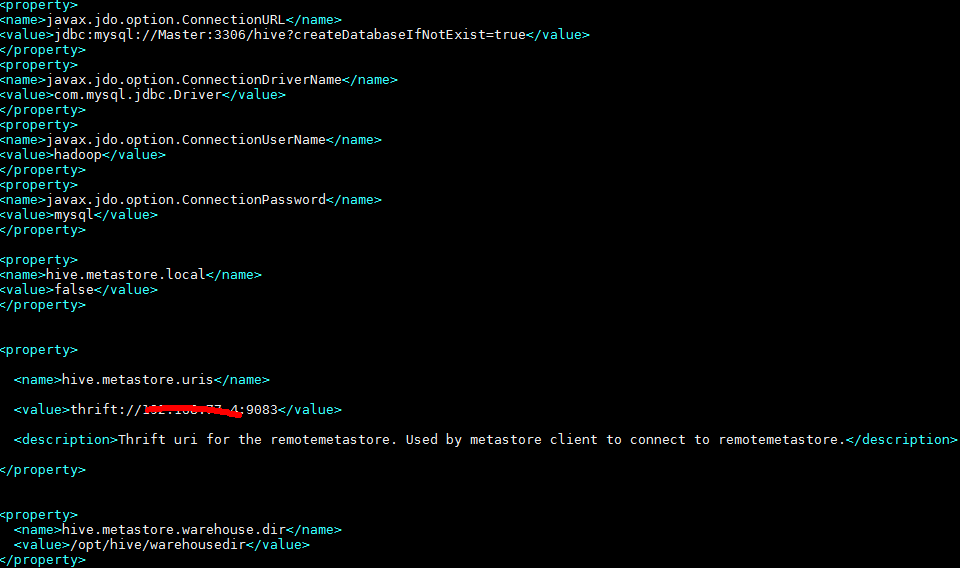 <property>
<name>javax.jdo.option.ConnectionURL</name>
<value>jdbc:mysql://Master:3306/hive?createDatabaseIfNotExist=true</value>
</property>
<property>
<name>javax.jdo.option.ConnectionDriverName</name>
<value>com.mysql.jdbc.Driver</value>
</property>
<property>
<name>javax.jdo.option.ConnectionUserName</name>
<value>hadoop</value>
</property>
<property>
<name>javax.jdo.option.ConnectionPassword</name>
<value>mysql</value>
</property>
<property>
<name>hive.metastore.local</name>
<value>false</value>
</property>
<property>
<name>hive.metastore.uris</name>
<value>thrift:// :9083</value>
<description>Thrift uri for the remotemetastore. Used by metastore client to connect to remotemetastore.</description>
</property>
<property>
<name>hive.metastore.warehouse.dir</name>
<value>/opt/hive/warehousedir</value>
</property>